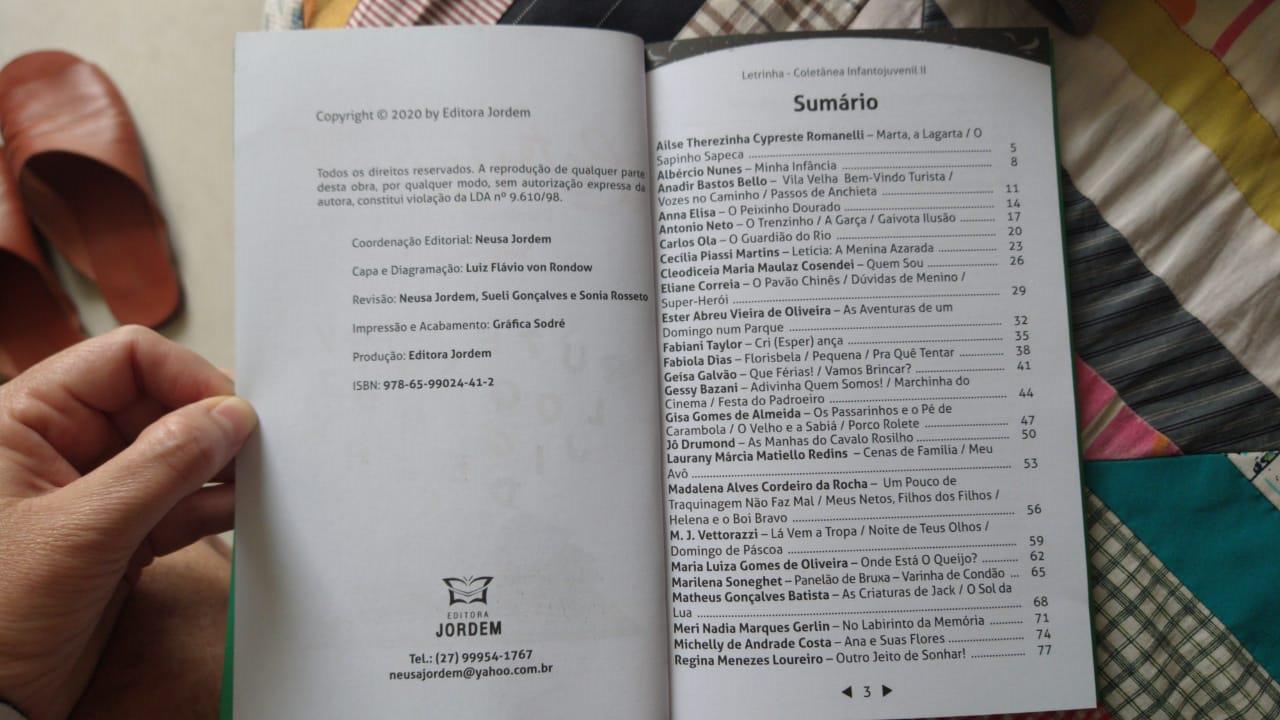 Copyright © 2020 by Editora Jordem
Todos os direitos reservados. A reprodução de qualquer parte
desta obra, por qualquer modo, sem autorização expressa da
autora, constitui violação da LDA nº 9.610/98.
Coordenação Editorial: Neusa Jordem
Capa e Diagramação: Luiz Flávio von Rondow
Revisão: Neusa Jordem, Sueli Gonçalves e Sonia Rosseto
Impressão e Acabamento: Gráfica Sodré
Produção: Editora Jordem
ISBN: 978-65-99024-41-2
EDITORA
JORDEM
Tel.: (27) 99954-1767
neusajordem@yahoo.com.br
Letrinha - Coletânea Infantojuvenil II
Sumário
Ailse Therezinha Cypreste Romanelli – Marta, a Lagarta / O
Sapinho Sapeca ........ 5
Albércio Nunes – Minha Infância ........ 8
Anadir Bastos Bello – Vila Velha Bem-Vindo Turista /
Vozes no Caminho / Passos de Anchieta ........ 11
Anna Elisa – O Peixinho Dourado ........ 14
Antonio Neto – O Trenzinho / A Garça / Gaivota Ilusão ........ 17
Carlos Ola – O Guardião do Rio ........ 20
Cecília Piassi Martins – Letícia: A Menina Azarada ........ 23
Cleodiceia Maria Maulaz Cosendei – Quem Sou ........ 26
Eliane Correia – O Pavão Chinês / Dúvidas de Menino /
Super-Herói ........ 29
Ester Abreu Vieira de Oliveira – As Aventuras de um
Domingo num Parque ........ 32
Fabiani Taylor – Cri (Esper) ança ........ 35
Fabiola Dias – Florisbela / Pequena / Pra Quê Tentar ........ 38
Geisa Galvão – Que Férias! / Vamos Brincar? ........ 41
Gessy Bazani – Adivinha Quem Somos! / Marchinha do
Cinema / Festa do Padroeiro ........ 44
Gisa Gomes de Almeida – Os Passarinhos e o Pé de
Carambola / O Velho e a Sabiá / Porco Rolete ........ 47
Jô Drumond – As Manhas do Cavalo Rosilho ........ 50
Laurany Márcia Matiello Redins – Cenas de Família / Meu
Avô ........ 53
Madalena Alves Cordeiro da Rocha – Um Pouco de
Traquinagem Não Faz Mal / Meus Netos, Filhos dos Filhos /
Helena e o Boi Bravo ........ 56
M. J. Vettorazzi – Lá Vem a Tropa / Noite de Teus Olhos /
Domingo de Páscoa ........ 59
Maria Luiza Gomes de Oliveira – Onde Está O Queijo? ........ 62
Marilena Soneghet – Panelão de Bruxa – Varinha de Condão ... 65
Matheus Gonçalves Batista – As Criaturas de Jack / O Sol da
Lua ........ 68
Meri Nadia Marques Gerlin – No Labirinto da Memória ........ 71
Michelly de Andrade Costa – Ana e Suas Flores ........ 74
Regina Menezes Loureiro – Outro Jeito de Sonhar! ........ 77
◄ 3 ►